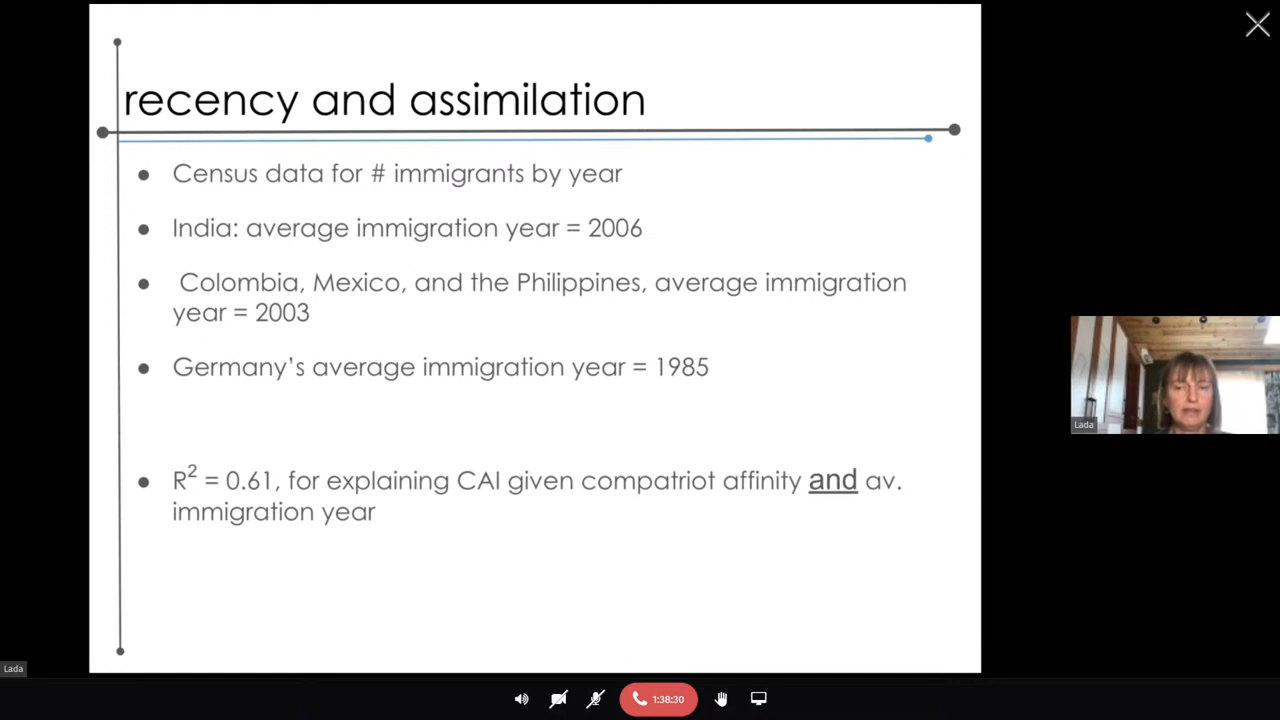 recency and assimilation
● Census data for # immigrants by year
● India: average immigration year = 2006
● Colombia, Mexico, and the Philippines, average immigration
year = 2003
● Germany’s average immigration year = 1985
● R² = 0.61, for explaining CAI given compatriot affinity and av.
immigration year
Lada
Lada
1:38:30